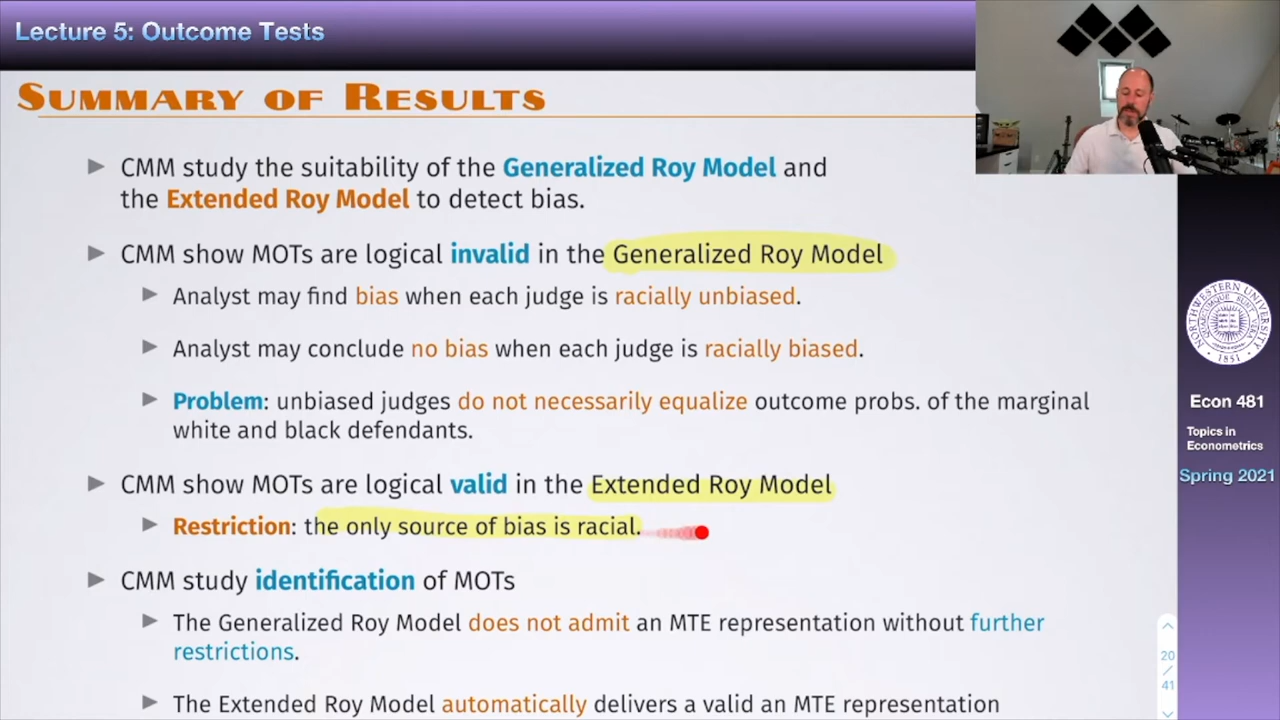 Lecture 5: Outcome Tests
SUMMARY OF RESULTS
CMM study the suitability of the Generalized Roy Model and
the Extended Roy Model to detect bias.
CMM show MOTs are logical invalid in the Generalized Roy Model
Analyst may find bias when each judge is racially unbiased.
Analyst may conclude no bias when each judge is racially biased.
Problem: unbiased judges do not necessarily equalize outcome probs. of the marginal
white and black defendants.
CMM show MOTs are logical valid in the Extended Roy Model
Restriction: the only source of bias is racial.
CMM study identification of MOTs
The Generalized Roy Model does not admit an MTE representation without further
restrictions.
The Extended Roy Model automatically delivers a valid an MTE representation
NORTHWESTERN UNIVERSITY
1851
Econ 481
Topics in
Econometrics
Spring 2021
20
/
41